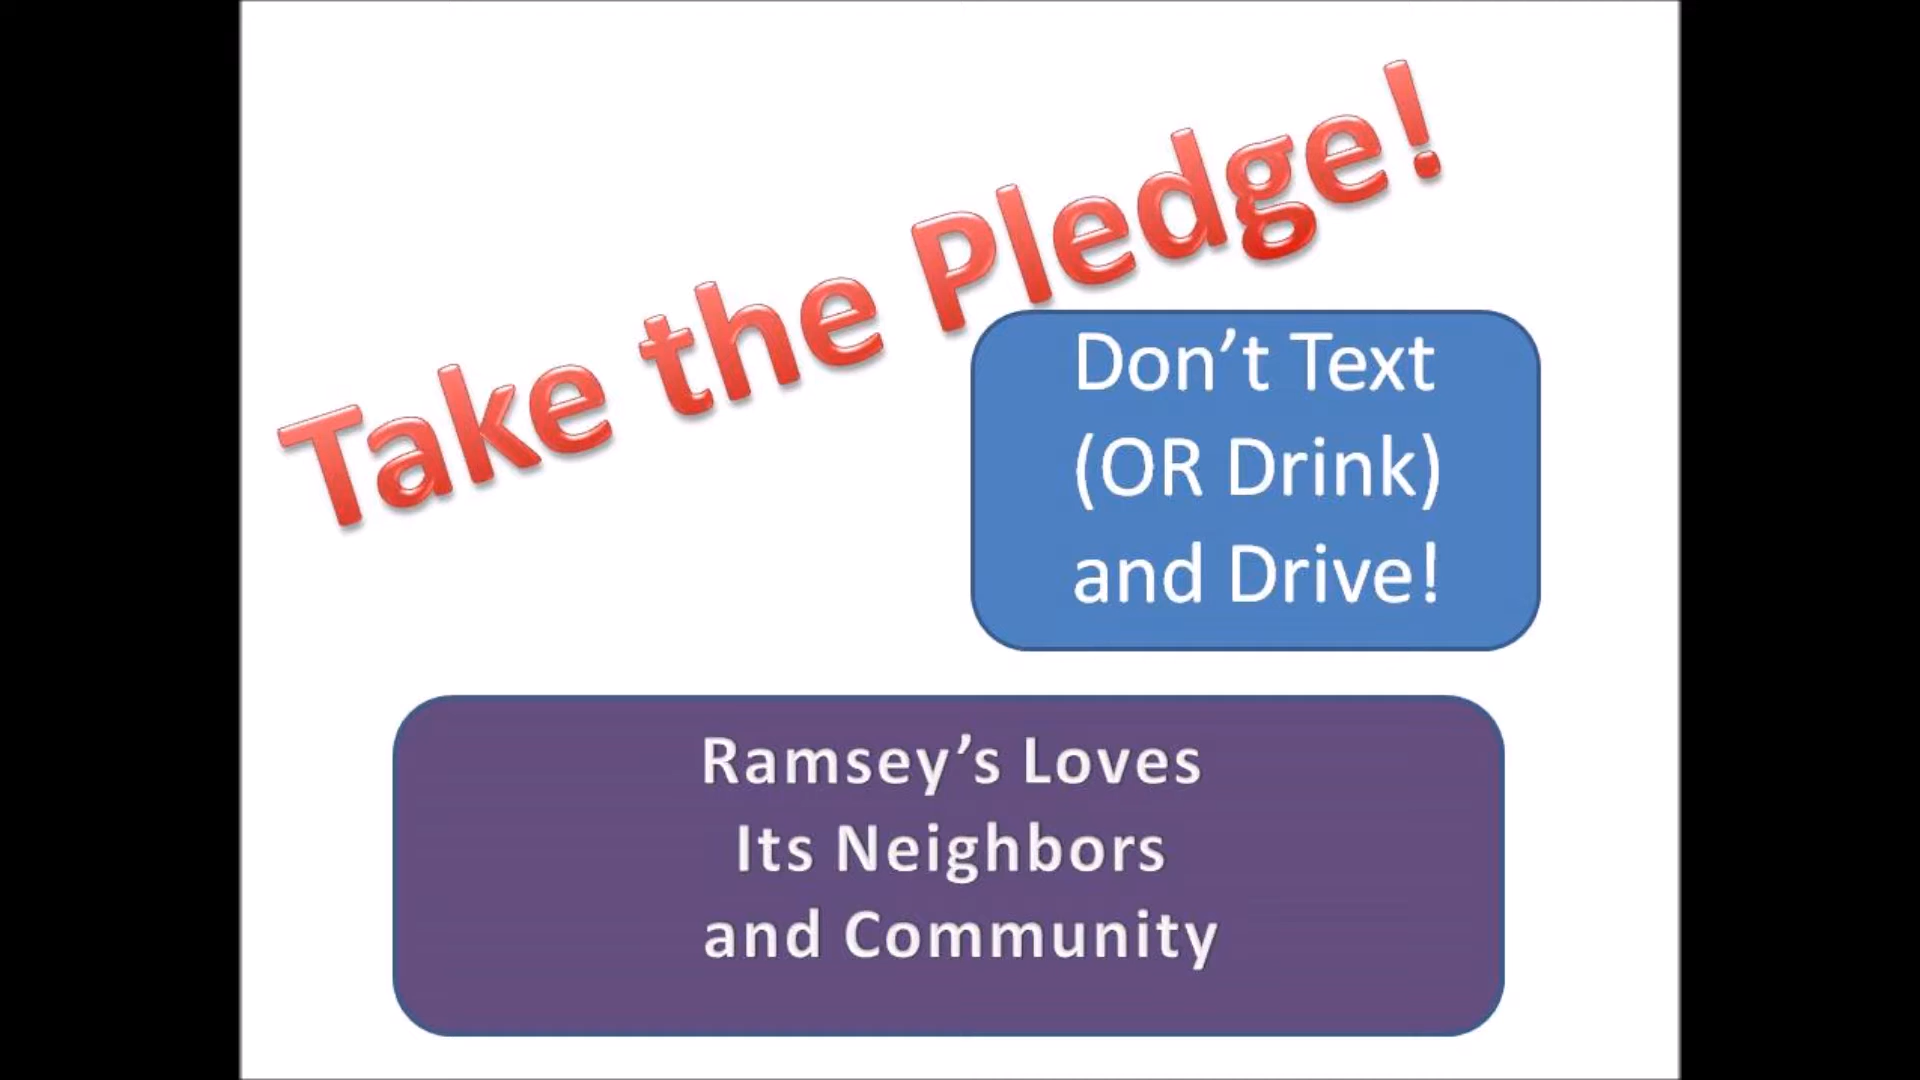 Take the Pledge!
Don’t Text
(OR Drink)
and Drive!
Ramsey’s Loves
Its Neighbors
and Community